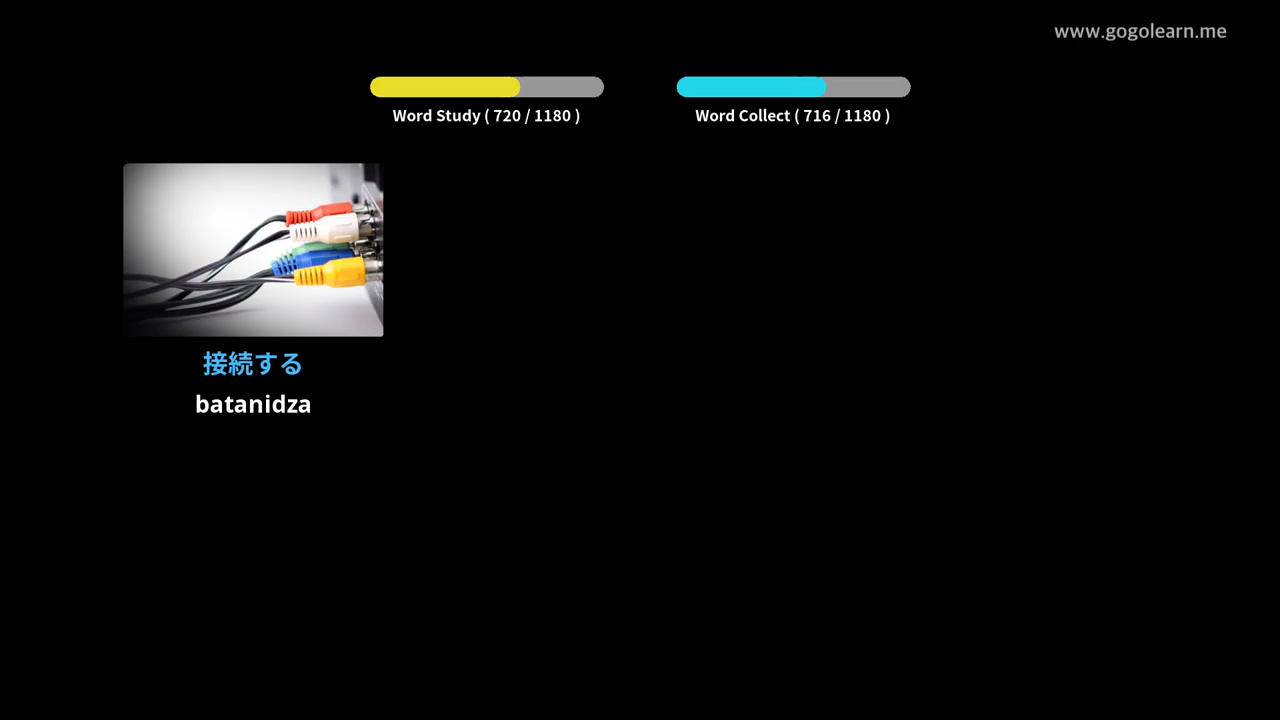 www.gogolearn.me
Word Study ( 720 / 1180 )
Word Collect ( 716 / 1180 )
接続する
batanidza